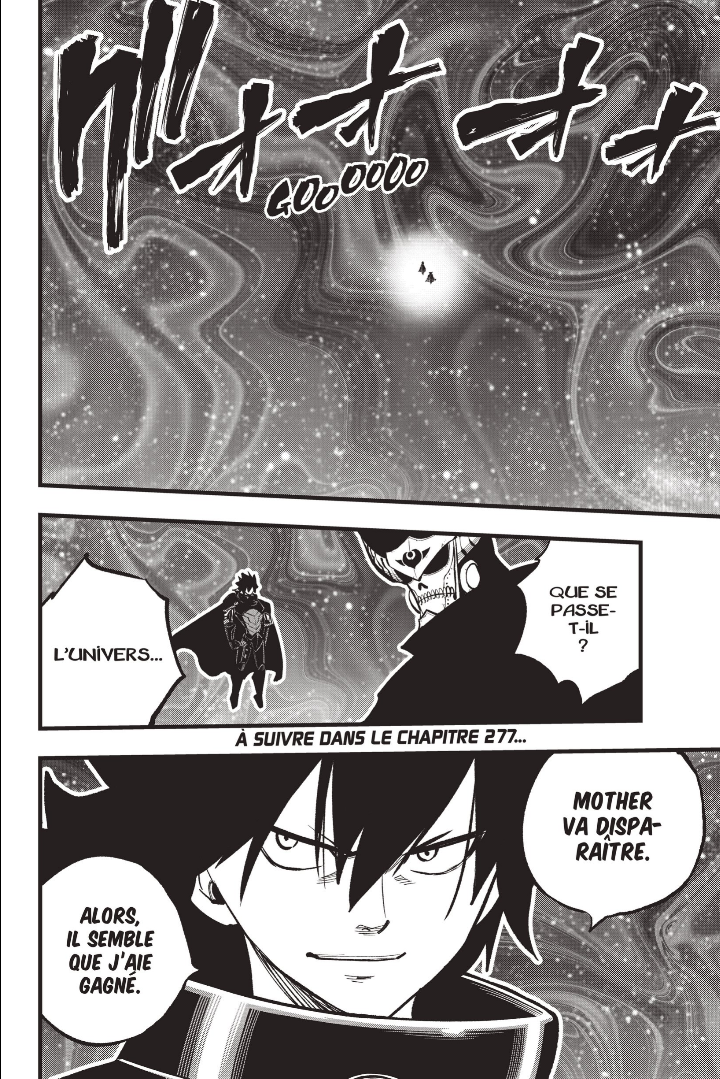 ゴオオオオ
GOOOOOOO
QUE SE
PASSE-
T-IL
?
L'UNIVERS...
À SUIVRE DANS LE CHAPITRE 277...
MOTHER
VA DISPA-
RAÎTRE.
ALORS,
IL SEMBLE
QUE J'AIE
GAGNÉ.